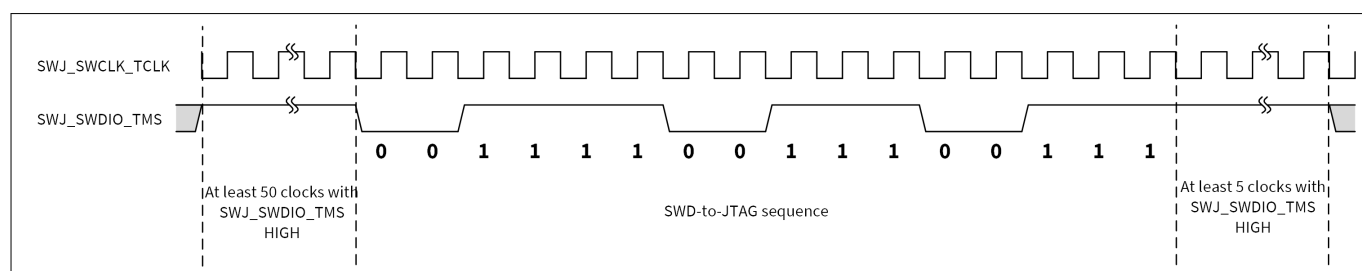 SWJ_SWCLK_TCLK
SWJ_SWDIO_TMS
0 0 1 1 1 1 0 0 1 1 1 0 0 1 1 1
At least 50 clocks with
SWJ_SWDIO_TMS
HIGH
SWD-to-JTAG sequence
At least 5 clocks with
SWJ_SWDIO_TMS
HIGH